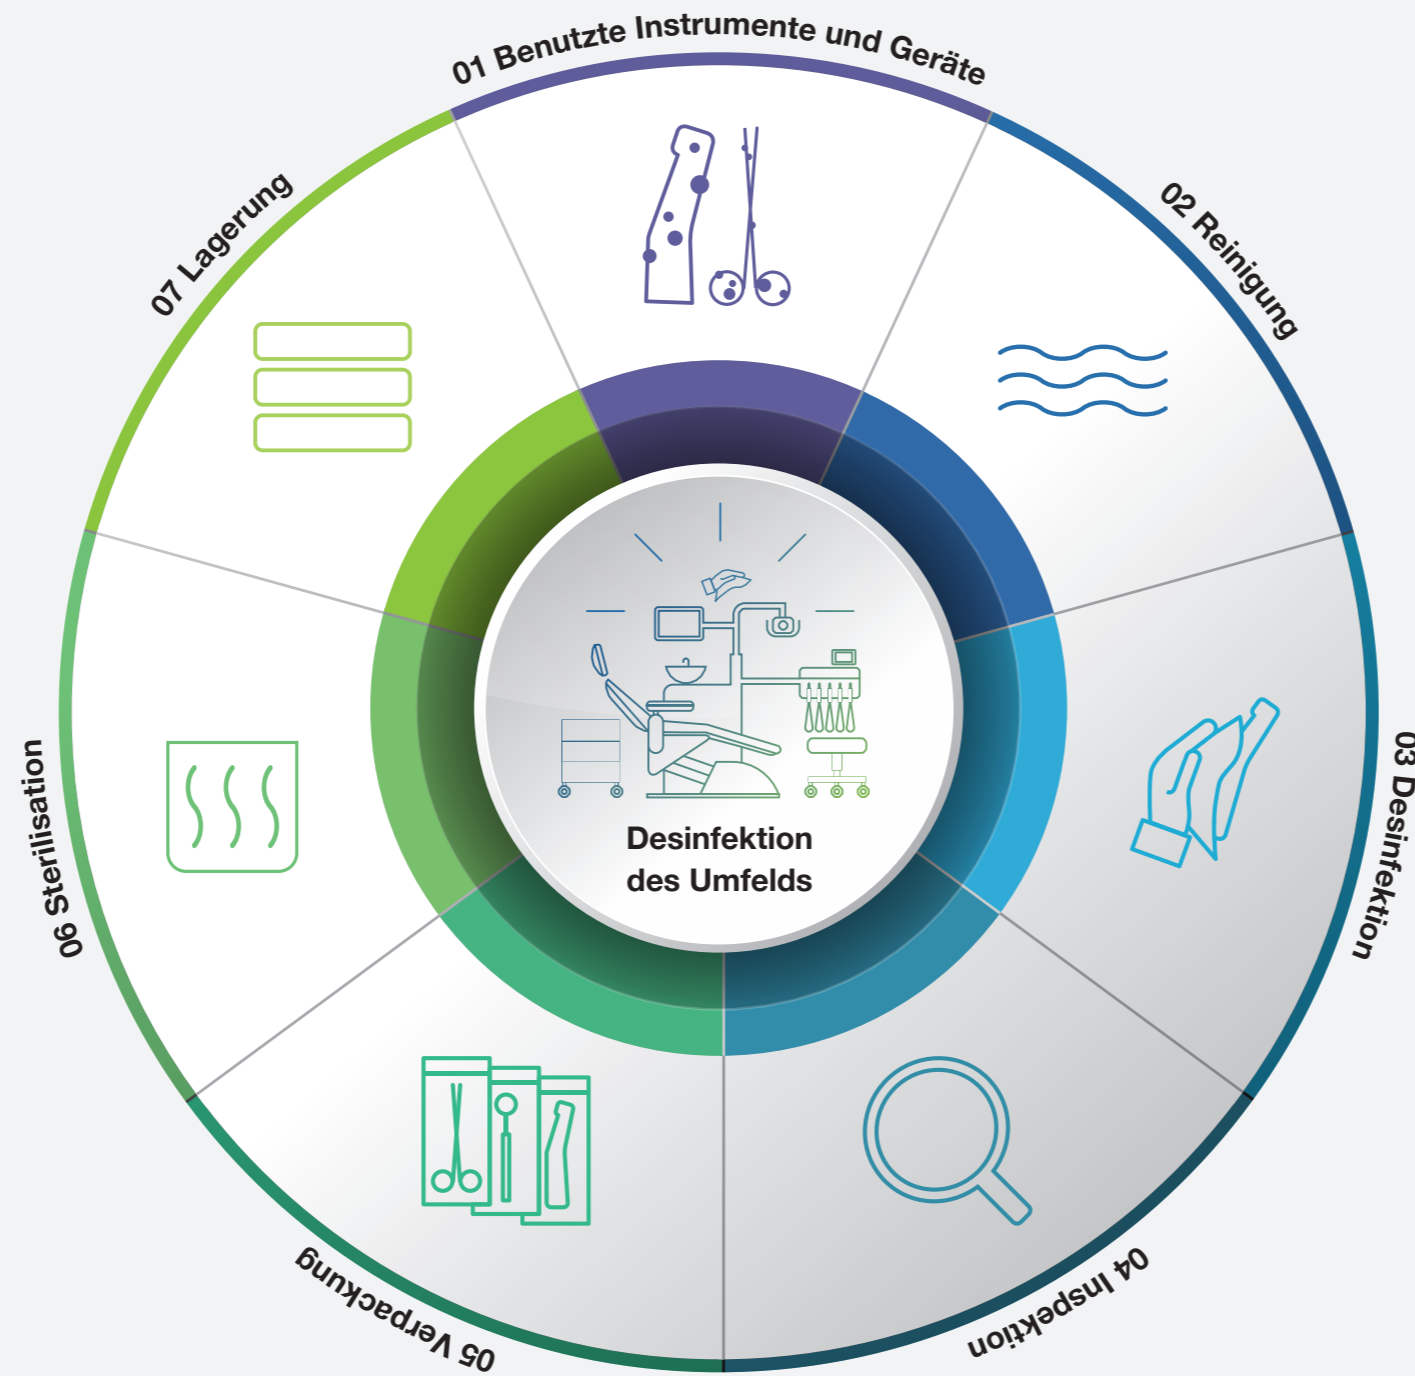 01 Benutzte Instrumente und Geräte
02 Reinigung
03 Desinfektion
04 Inspektion
05 Verpackung
06 Sterilisation
07 Lagerung
Desinfektion
des Umfelds